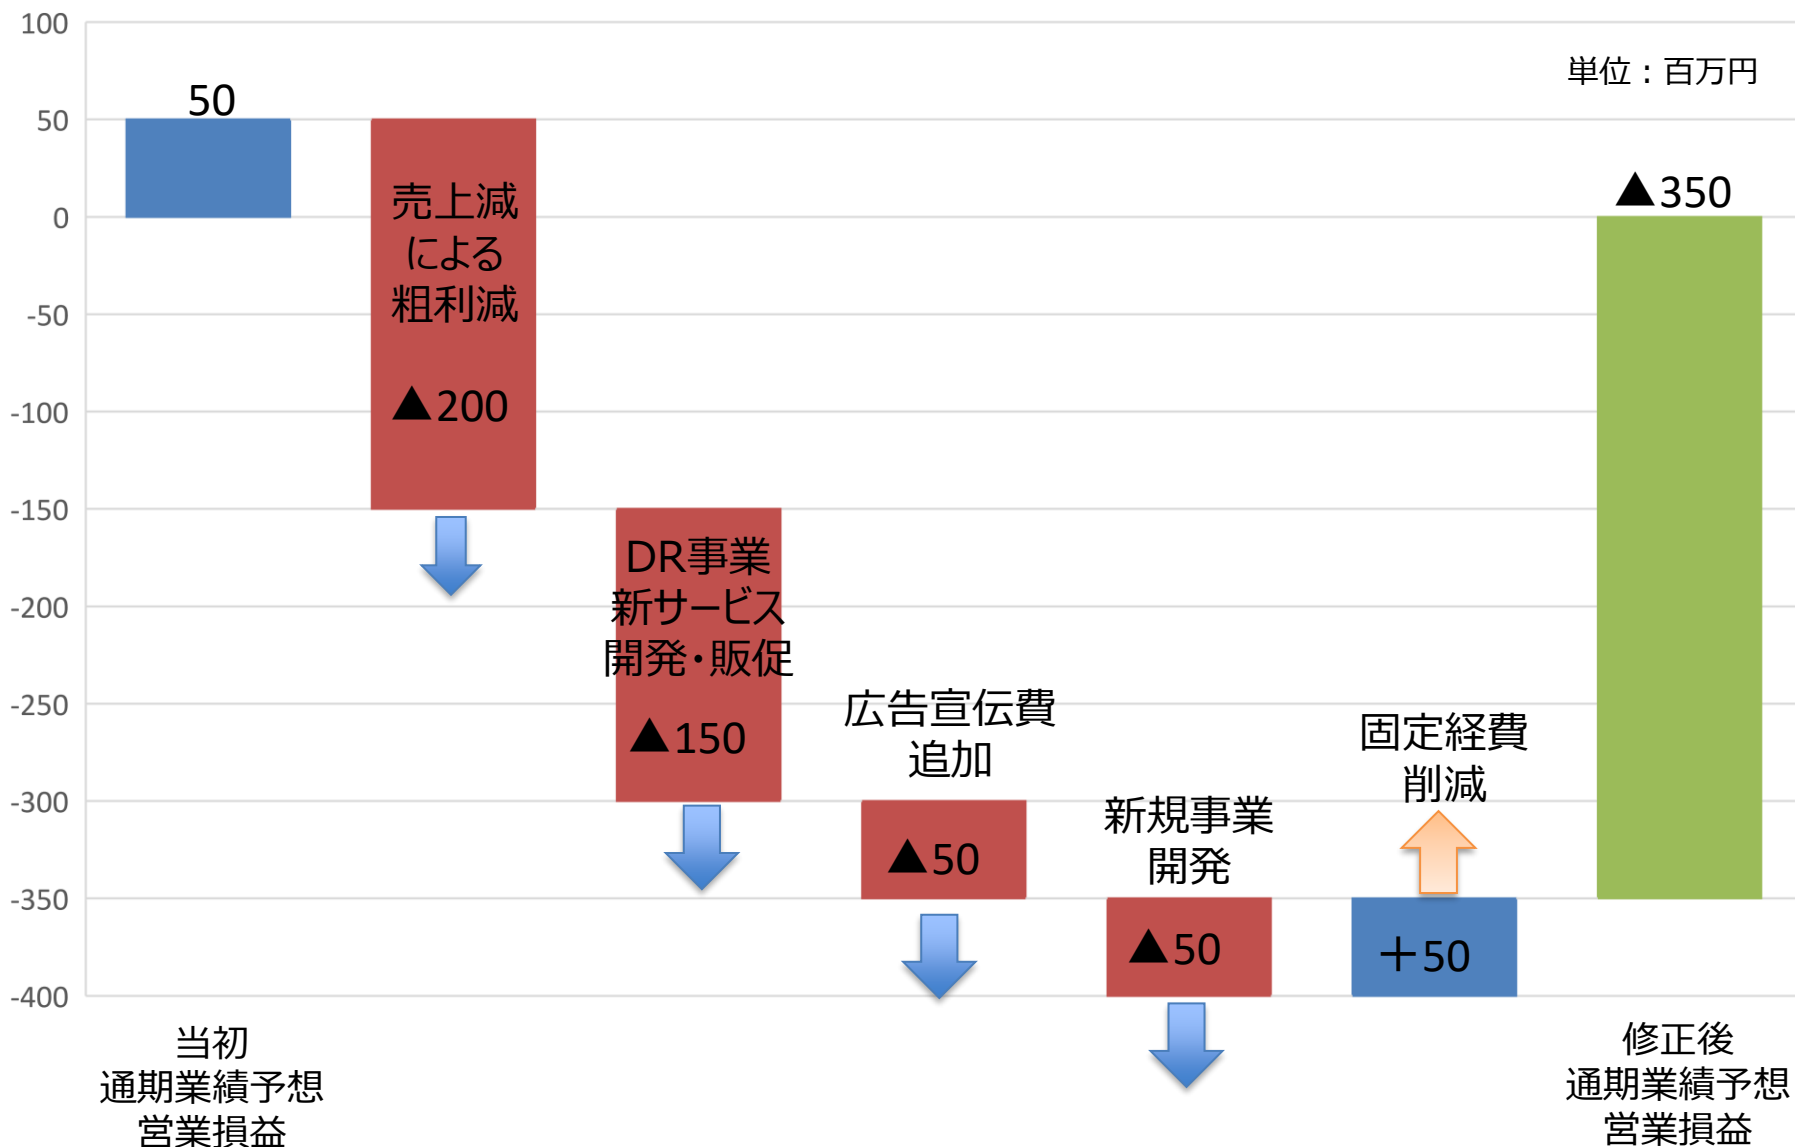 100
50
0
-50
-100
-150
-200
-250
-300
-350
-400
単位：百万円
50
売上減
による
粗利減
▲200
DR事業
新サービス
開発・販促
▲150
広告宣伝費
追加
▲50
新規事業
開発
▲50
固定経費
削減
＋50
▲350
当初
通期業績予想
営業損益
修正後
通期業績予想
営業損益